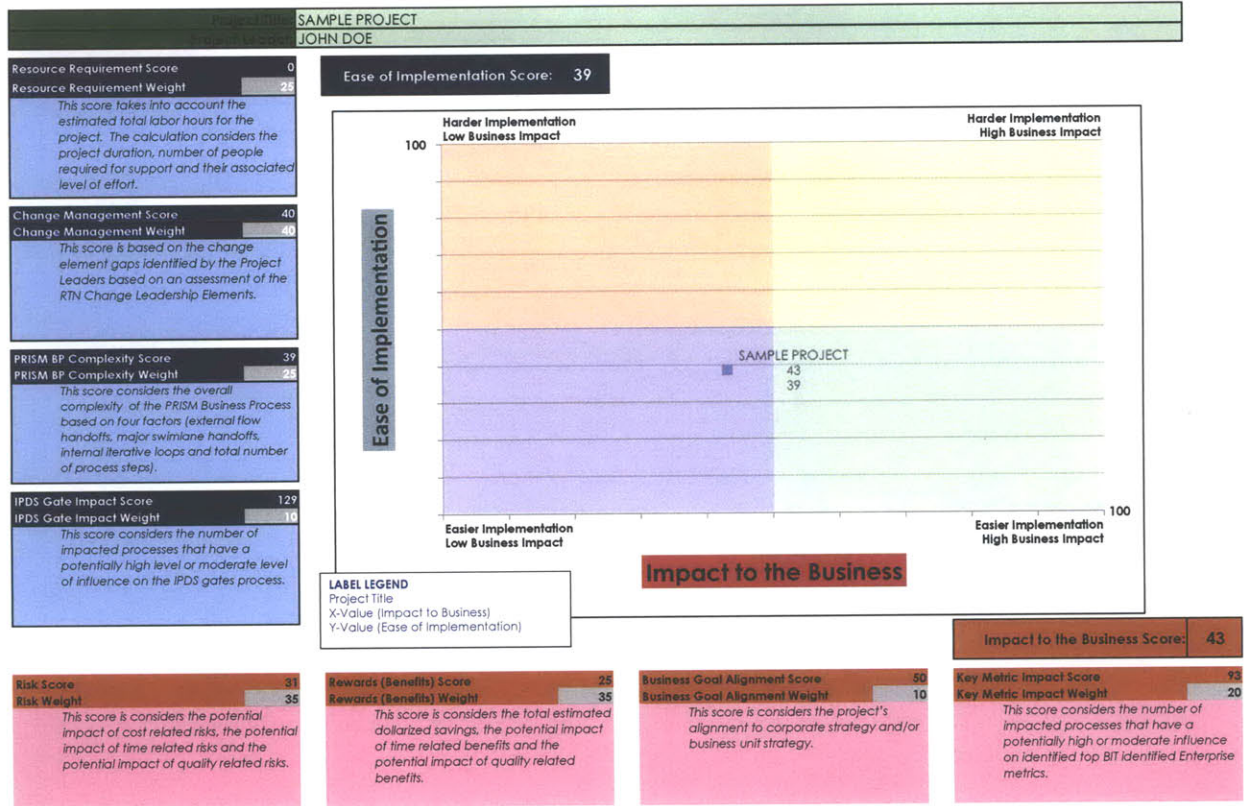 Project Title: SAMPLE PROJECT
Project Lead(s): JOHN DOE
Resource Requirement Score 0
Resource Requirement Weight 25
This score takes into account the
estimated total labor hours for the
project. The calculation considers the
project duration, number of people
required for support and their associated
level of effort.
Change Management Score 40
Change Management Weight 40
This score is based on the change
element gaps identified by the Project
Leaders based on an assessment of the
RTN Change Leadership Elements.
PRISM BP Complexity Score 39
PRISM BP Complexity Weight 25
This score considers the overall
complexity of the PRISM Business Process
based on four factors (external flow
handoffs, major swimlane handoffs,
internal iterative loops and total number
of process steps).
IPDS Gate Impact Score 129
IPDS Gate Impact Weight 10
This score considers the number of
impacted processes that have a
potentially high level or moderate level
of influence on the IPDS gates process.
Ease of Implementation Score: 39
Harder Implementation
Low Business Impact
Harder Implementation
High Business Impact
100
Ease of Implementation
SAMPLE PROJECT
43
39
100
Easier Implementation
Low Business Impact
Easier Implementation
High Business Impact
Impact to the Business
LABEL LEGEND
Project Title
X-Value (Impact to Business)
Y-Value (Ease of Implementation)
Impact to the Business Score: 43
Risk Score 31
Risk Weight 35
This score is considers the potential
impact of cost related risks, the potential
impact of time related risks and the
potential impact of quality related risks.
Rewards (Benefits) Score 25
Rewards (Benefits) Weight 35
This score is considers the total estimated
dollarized savings, the potential impact
of time related benefits and the
potential impact of quality related
benefits.
Business Goal Alignment Score 50
Business Goal Alignment Weight 10
This score is considers the project's
alignment to corporate strategy and/or
business unit strategy.
Key Metric Impact Score 93
Key Metric Impact Weight 20
This score considers the number of
impacted processes that have a
potentially high or moderate influence
on identified top BIT identified Enterprise
metrics.